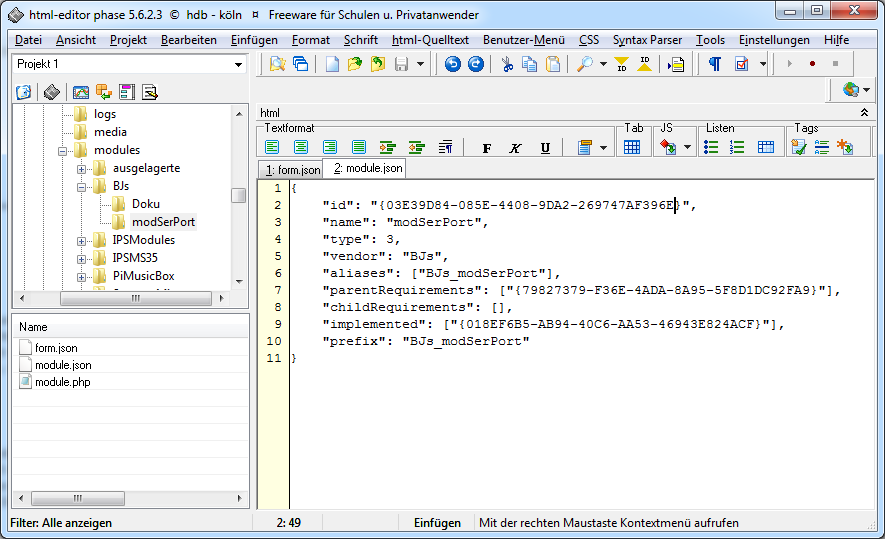 html-editor phase 5.6.2.3 © hdb - köln ¤ Freeware für Schulen u. Privatanwender
Datei Ansicht Projekt Bearbeiten Einfügen Format Schrift html-Quelltext Benutzer-Menü CSS Syntax Parser Tools Einstellungen Hilfe
Projekt 1
ID ID
html
Textformat Tab JS Listen Tags
F K U
logs
media
modules
ausgelagerte
BJs
Doku
modSerPort
IPSModules
IPSMS35
PiMusicBox
1: form.json 2: module.json
1 {
2 "id": "{03E39D84-085E-4408-9DA2-269747AF396E}",
3 "name": "modSerPort",
4 "type": 3,
5 "vendor": "BJs",
6 "aliases": ["BJs_modSerPort"],
7 "parentRequirements": ["{79827379-F36E-4ADA-8A95-5F8D1DC92FA9}"],
8 "childRequirements": [],
9 "implemented": ["{018EF6B5-AB94-40C6-AA53-46943E824ACF}"],
10 "prefix": "BJs_modSerPort"
11 }
Name
form.json
module.json
module.php
Filter: Alle anzeigen 2: 49 Einfügen Mit der rechten Maustaste Kontextmenü aufrufen